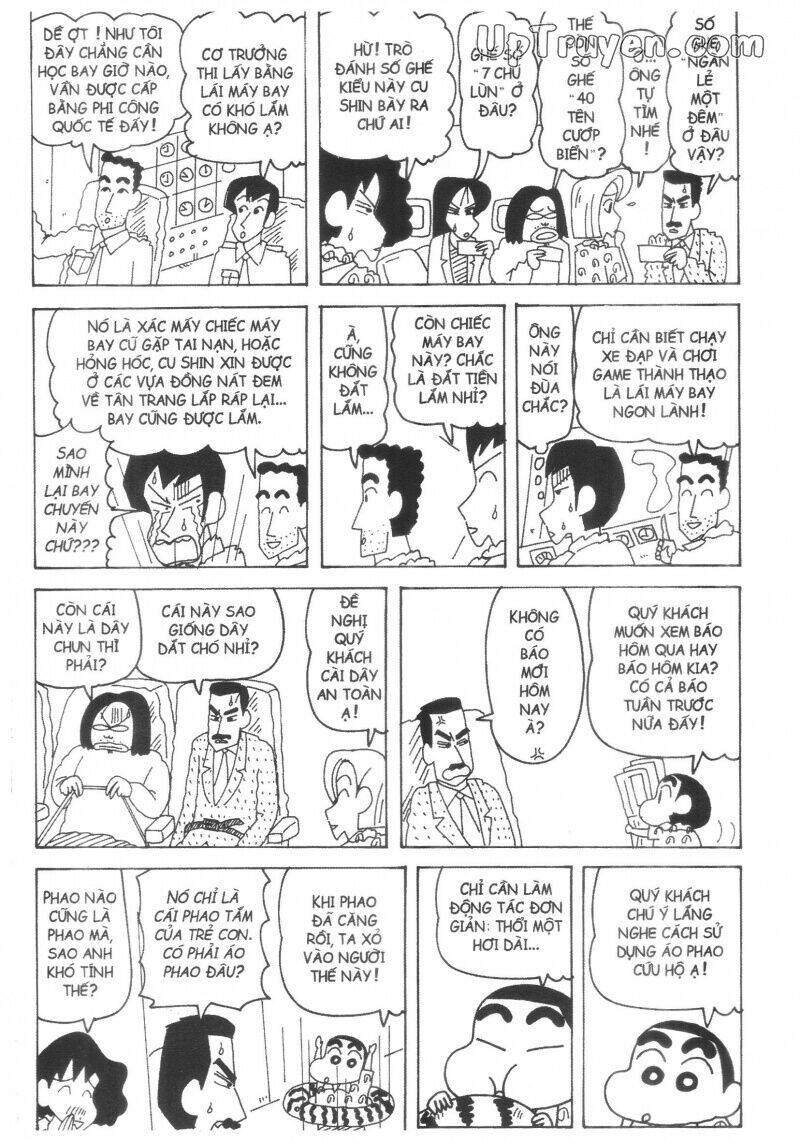 UpTruyen.com
SỐ
GHẾ
"NGÀN
LẺ
MỘT
ĐÊM"
Ở ĐÂU
VẬY?
ÔNG
TỰ
TÌM
NHÉ
!
THẾ
CÒN
SỐ
GHẾ
"40
TÊN
CƯỚP
BIỂN"?
GHẾ SỐ
"7 CHÚ
LÙN" Ở
ĐÂU?
HỪ! TRÒ
ĐÁNH SỐ GHẾ
KIỂU NÀY CU
SHIN BÀY RA
CHỨ AI!
CƠ TRƯỞNG
THI LẤY BẰNG
LÁI MÁY BAY
CÓ KHÓ LẮM
KHÔNG Ạ?
DỂ ỢT ! NHƯ TÔI
ĐÂY CHẲNG CẦN
HỌC BAY GIỜ NÀO,
VẪN ĐƯỢC CẤP
BẰNG PHI CÔNG
QUỐC TẾ ĐẤY!
CHỈ CẦN BIẾT CHẠY
XE ĐẠP VÀ CHƠI
GAME THÀNH THẠO
LÀ LÁI MÁY BAY
NGON LÀNH!
ÔNG
NÀY
NÓI
ĐÙA
CHẮC?
CÒN CHIẾC
MÁY BAY
NÀY? CHẮC
LÀ ĐẮT TIỀN
LẮM NHỈ?
À,
CŨNG
KHÔNG
ĐẮT
LẮM...
NÓ LÀ XÁC MẤY CHIẾC MÁY
BAY CŨ GẶP TAI NẠN, HOẶC
HỎNG HÓC, CU SHIN XIN ĐƯỢC
Ở CÁC VỰA ĐỒNG NÁT ĐEM
VỀ TÂN TRANG LẮP RÁP LẠI...
BAY CŨNG ĐƯỢC LẮM.
SAO
MÌNH
LẠI BAY
CHUYẾN
NÀY
CHỨ???
QUÝ KHÁCH
MUỐN XEM BÁO
HÔM QUA HAY
BÁO HÔM KIA?
CÓ CẢ BÁO
TUẦN TRƯỚC
NỮA ĐẤY!
KHÔNG
CÓ
BÁO
MỚI
HÔM
NAY
À?
ĐỀ
NGHỊ
QUÝ
KHÁCH
CÀI DÂY
AN TOÀN
Ạ!
CÁI NÀY SAO
GIỐNG DÂY
DẮT CHÓ NHỈ?
CÒN CÁI
NÀY LÀ DÂY
CHUN THÌ
PHẢI?
QUÝ KHÁCH
CHÚ Ý LẮNG
NGHE CÁCH SỬ
DỤNG ÁO PHAO
CỨU HỘ Ạ!
CHỈ CẦN LÀM
ĐỘNG TÁC ĐƠN
GIẢN: THỔI MỘT
HƠI DÀI...
KHI PHAO
ĐÃ CĂNG
RỒI, TA XỎ
VÀO NGƯỜI
THẾ NÀY!
NÓ CHỈ LÀ
CÁI PHAO TẮM
CỦA TRẺ CON.
CÓ PHẢI ÁO
PHAO ĐÂU?
PHAO NÀO
CŨNG LÀ
PHAO MÀ,
SAO ANH
KHÓ TÍNH
THẾ?